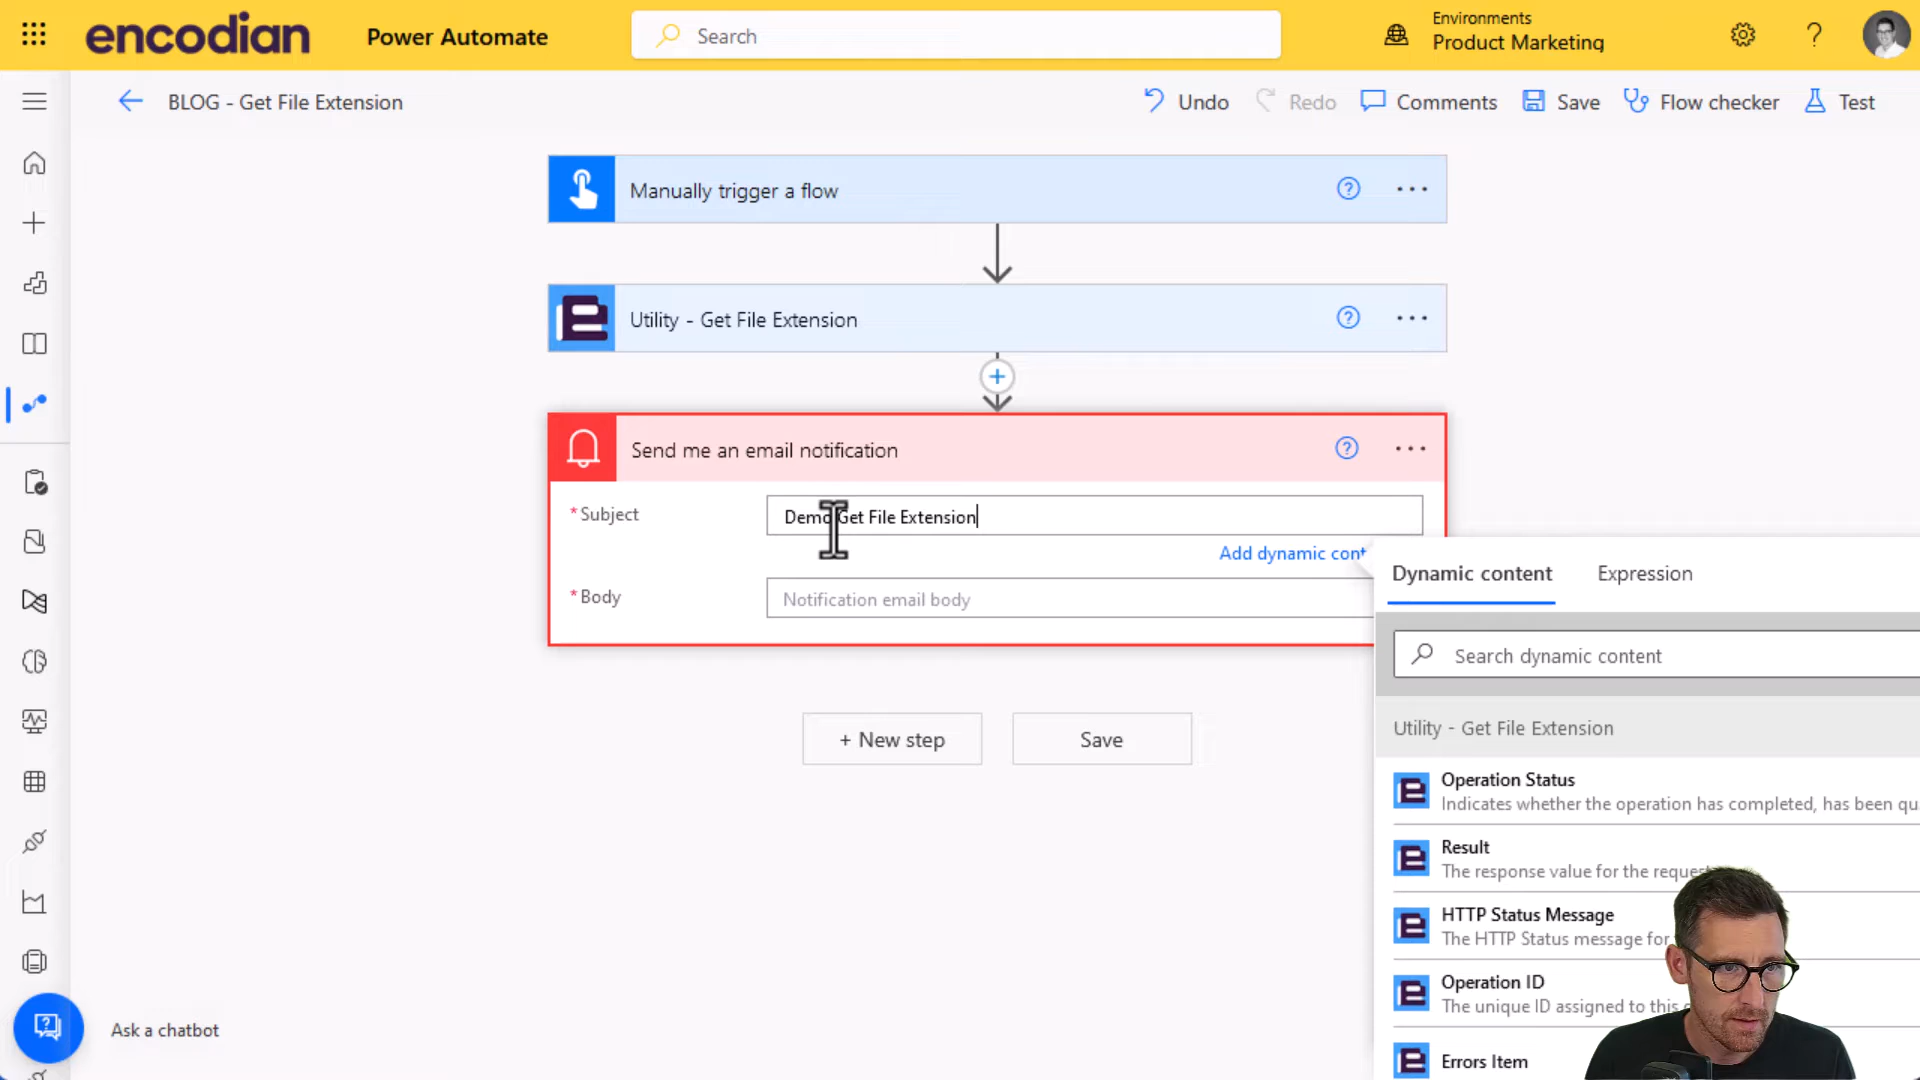 encodian
Power Automate
Search
Environments
Product Marketing
BLOG - Get File Extension
Undo
Redo
Comments
Save
Flow checker
Test
Manually trigger a flow
Utility - Get File Extension
Send me an email notification
* Subject
Demo Get File Extension
Add dynamic cont
* Body
Notification email body
Dynamic content
Expression
Search dynamic content
Utility - Get File Extension
Operation Status
Indicates whether the operation has completed, has been qu
Result
The response value for the reques
HTTP Status Message
The HTTP Status message for
Operation ID
The unique ID assigned to this
Errors Item
+ New step
Save
Ask a chatbot